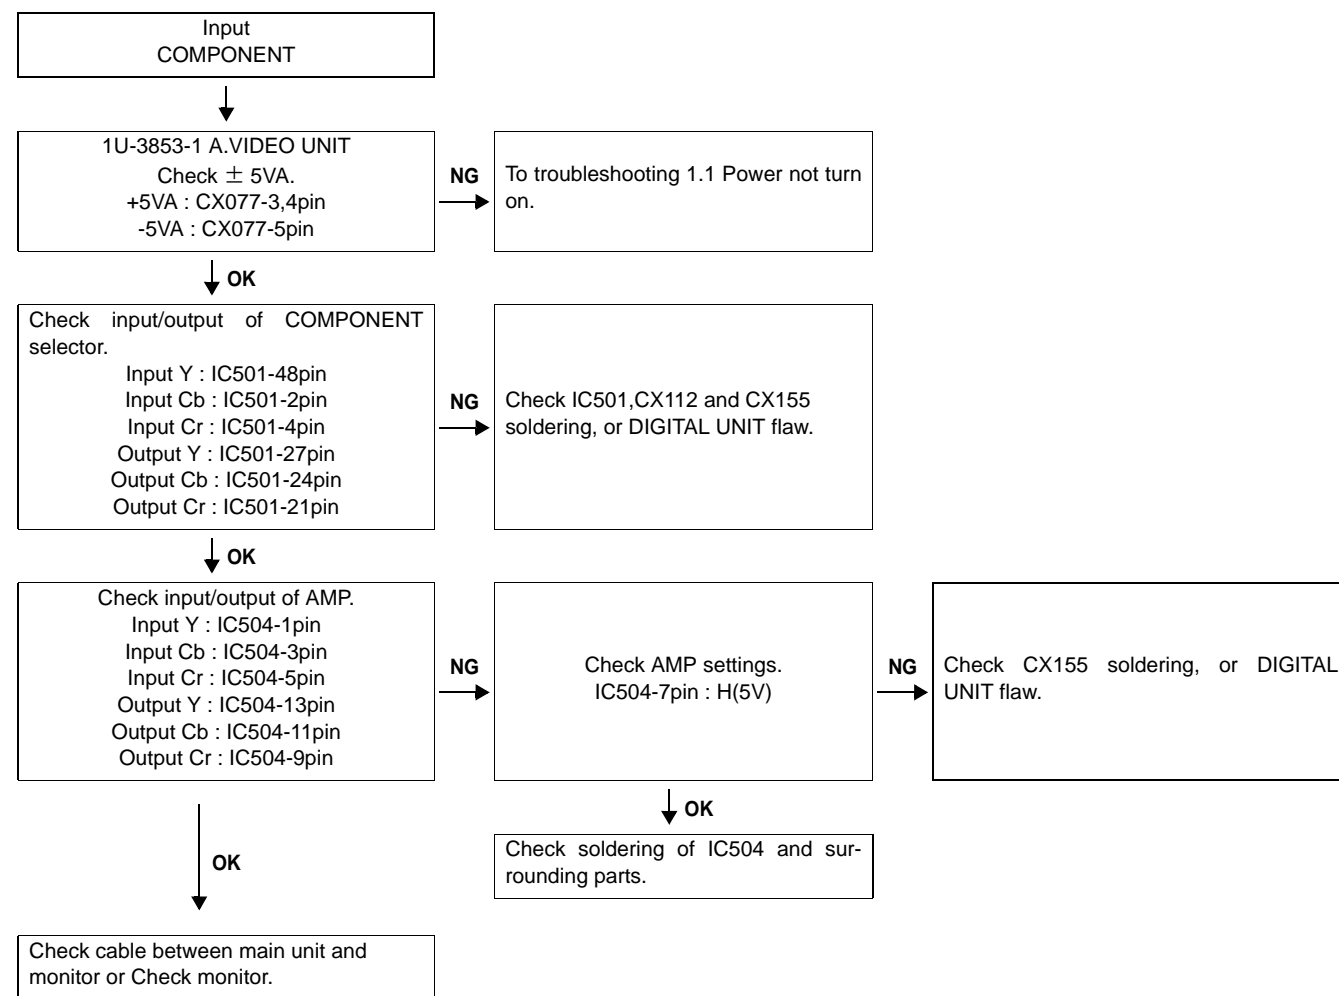 Input
COMPONENT
1U-3853-1 A.VIDEO UNIT
Check ± 5VA.
+5VA : CX077-3,4pin
-5VA : CX077-5pin
NG
To troubleshooting 1.1 Power not turn
on.
OK
Check input/output of COMPONENT
selector.
Input Y : IC501-48pin
Input Cb : IC501-2pin
Input Cr : IC501-4pin
Output Y : IC501-27pin
Output Cb : IC501-24pin
Output Cr : IC501-21pin
NG
Check IC501,CX112 and CX155
soldering, or DIGITAL UNIT flaw.
OK
Check input/output of AMP.
Input Y : IC504-1pin
Input Cb : IC504-3pin
Input Cr : IC504-5pin
Output Y : IC504-13pin
Output Cb : IC504-11pin
Output Cr : IC504-9pin
NG
Check AMP settings.
IC504-7pin : H(5V)
NG
Check CX155 soldering, or DIGITAL
UNIT flaw.
OK
Check soldering of IC504 and sur-
rounding parts.
OK
Check cable between main unit and
monitor or Check monitor.